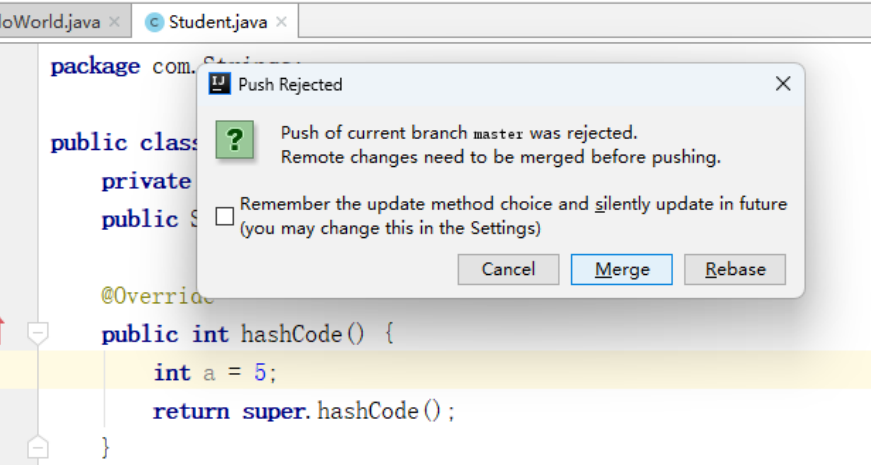 loWorld.java
Student.java
package com.
Push Rejected
public class
Push of current branch master was rejected.
Remote changes need to be merged before pushing.
private
public S
Remember the update method choice and silently update in future
(you may change this in the Settings)
Cancel Merge Rebase
@Override
public int hashCode() {
int a = 5;
return super.hashCode();
}